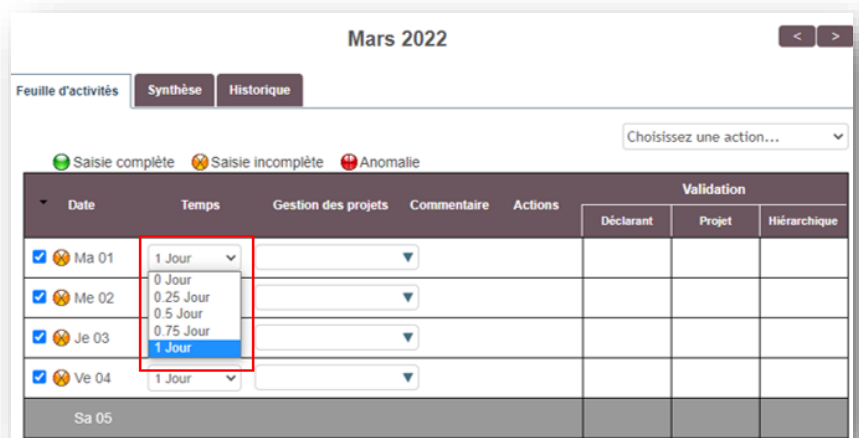 Mars 2022
< >
Feuille d'activités Synthèse Historique
Choisissez une action...
Saisie complète Saisie incomplète Anomalie
Validation
Date Temps Gestion des projets Commentaire Actions
Déclarant Projet Hiérarchique
Ma 01 1 Jour
0 Jour
Me 02 0.25 Jour
0.5 Jour
Je 03 0.75 Jour
1 Jour
Ve 04 1 Jour
Sa 05